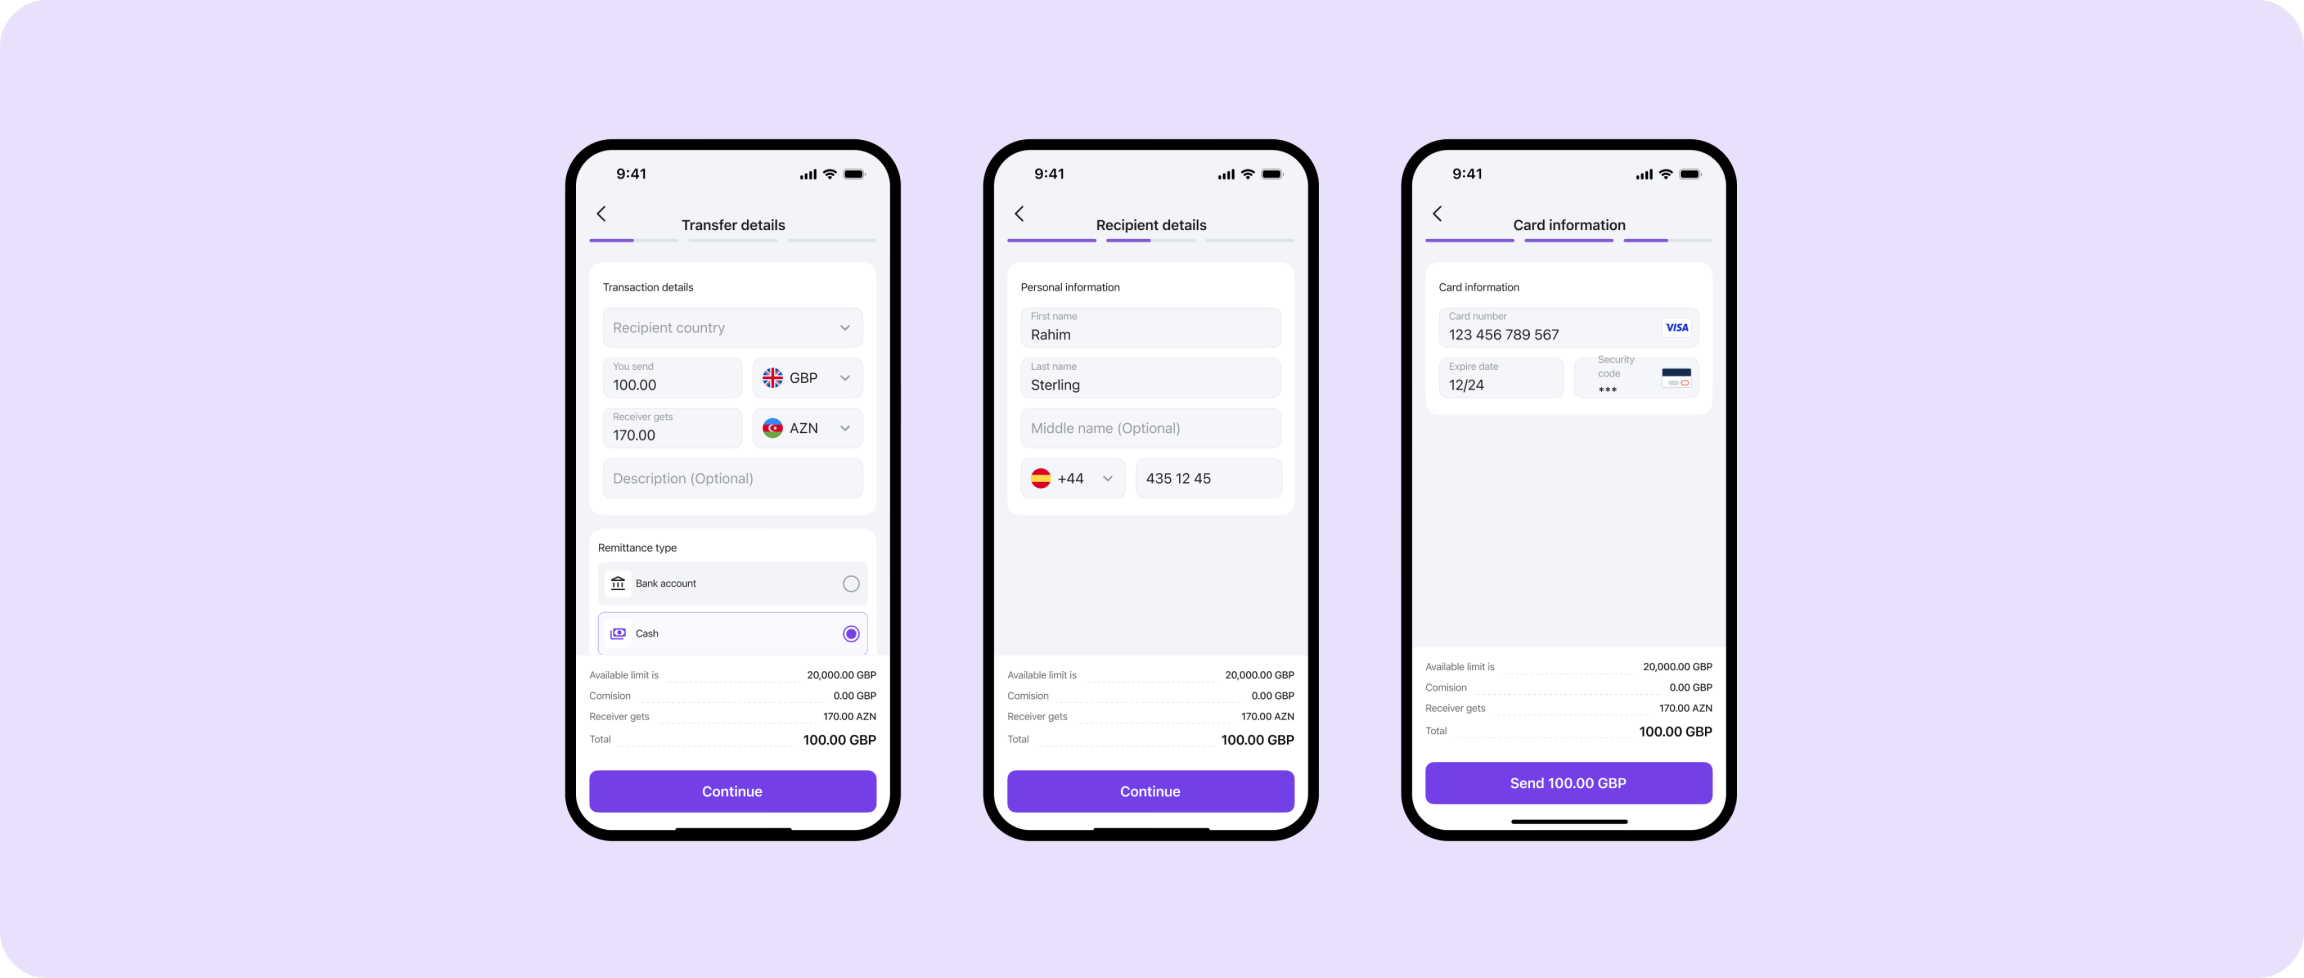 9:41
Transfer details
Transaction details
Recipient country
You send
100.00
GBP
Receiver gets
170.00
AZN
Description (Optional)
Remittance type
Bank account
Cash
Available limit is 20,000.00 GBP
Comision 0.00 GBP
Receiver gets 170.00 AZN
Total 100.00 GBP
Continue
9:41
Recipient details
Personal information
First name
Rahim
Last name
Sterling
Middle name (Optional)
+44
435 12 45
Available limit is 20,000.00 GBP
Comision 0.00 GBP
Receiver gets 170.00 AZN
Total 100.00 GBP
Continue
9:41
Card information
Card information
Card number
123 456 789 567
VISA
Expire date
12/24
Security
code
***
Available limit is 20,000.00 GBP
Comision 0.00 GBP
Receiver gets 170.00 AZN
Total 100.00 GBP
Send 100.00 GBP